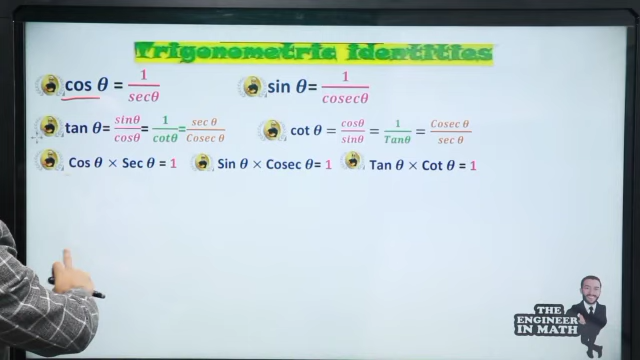 Trigonometric identities
cos θ = 1/secθ sin θ= 1/cosecθ
tan θ= sinθ/cosθ = 1/cotθ = sec θ/Cosec θ cot θ = cosθ/sinθ = 1/Tanθ = Cosec θ/sec θ
Cos θ × Sec θ = 1 Sin θ × Cosec θ= 1 Tan θ × Cot θ = 1
THE
ENGINEER
IN MATH